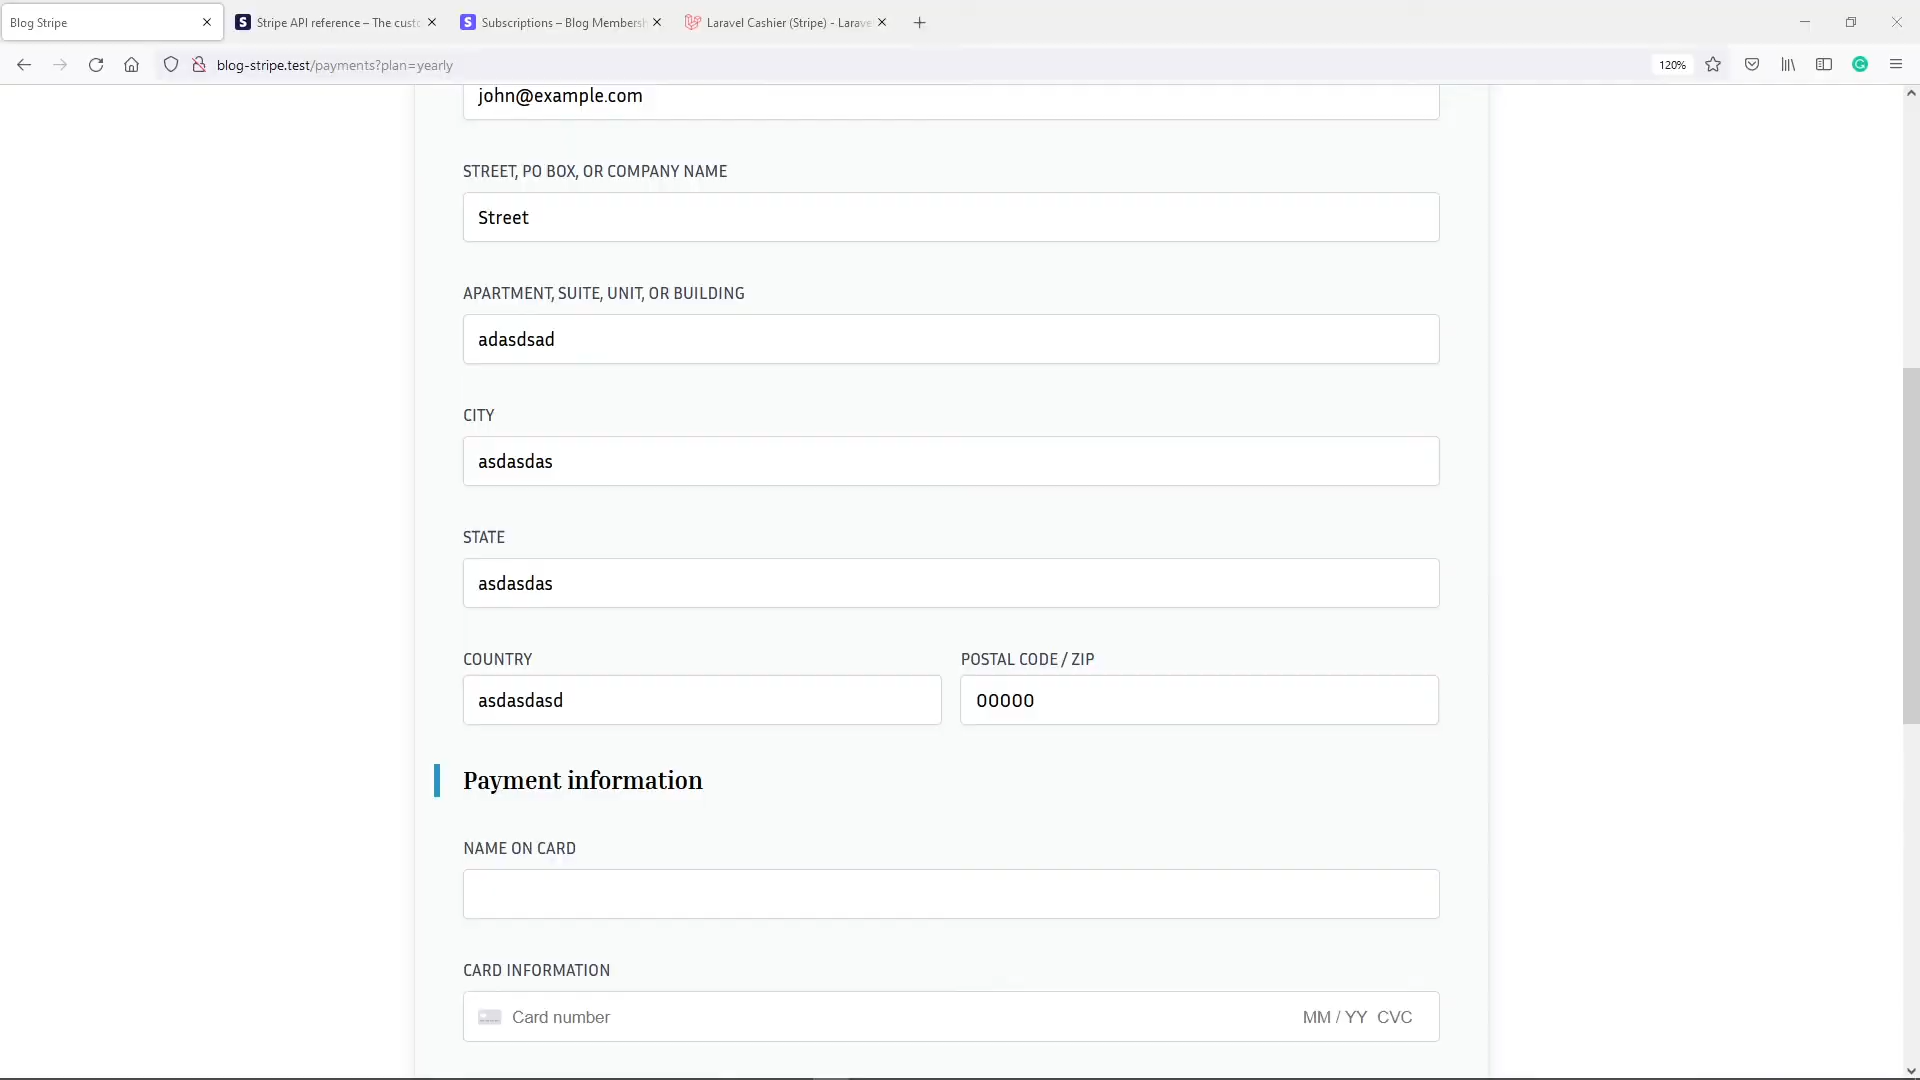 Blog Stripe
Stripe API reference – The custo
Subscriptions – Blog Membersh
Laravel Cashier (Stripe) - Larave
blog-stripe.test/payments?plan=yearly
120%
john@example.com
STREET, PO BOX, OR COMPANY NAME
Street
APARTMENT, SUITE, UNIT, OR BUILDING
adasdsad
CITY
asdasdas
STATE
asdasdas
COUNTRY
POSTAL CODE / ZIP
asdasdasd
00000
Payment information
NAME ON CARD
CARD INFORMATION
Card number
MM / YY CVC